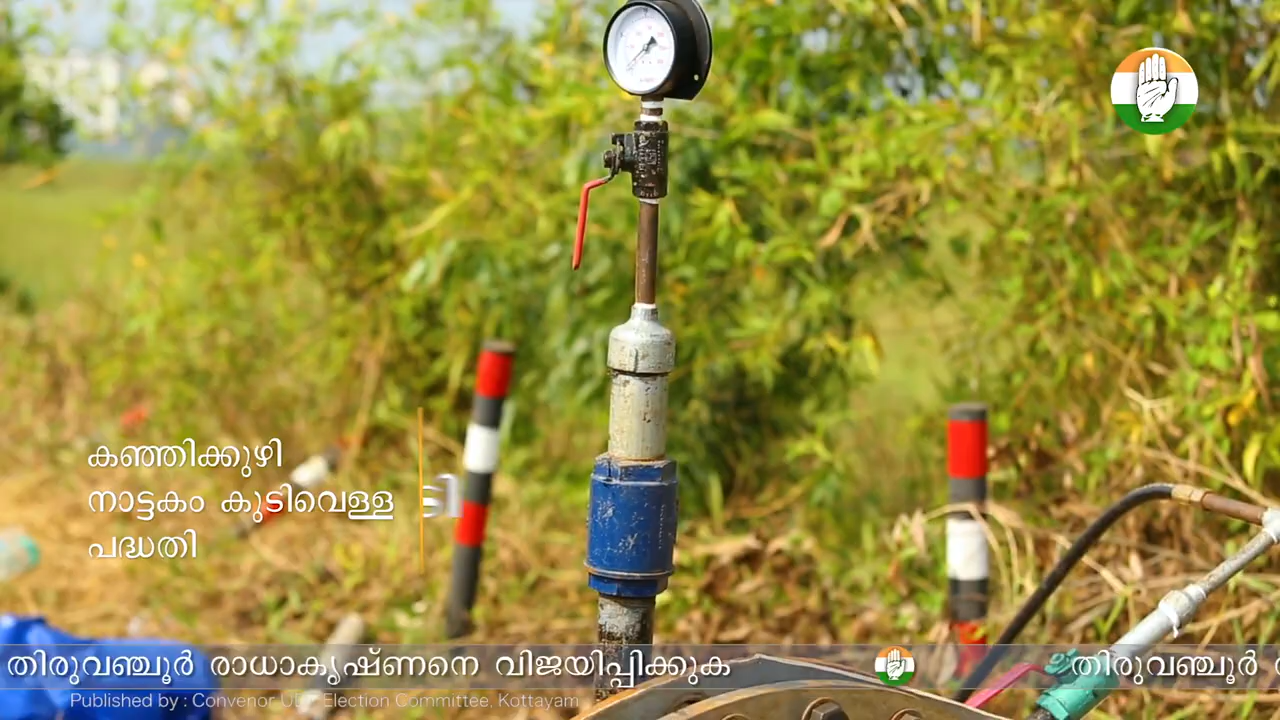 കഞ്ഞിക്കുഴി
നാട്ടകം കുടിവെള്ള
പദ്ധതി
തിരുവഞ്ചൂർ രാധാകൃഷ്ണനെ വിജയിപ്പിക്കുക
തിരുവഞ്ചൂർ
Published by : Convenor UDF Election Committee, Kottayam